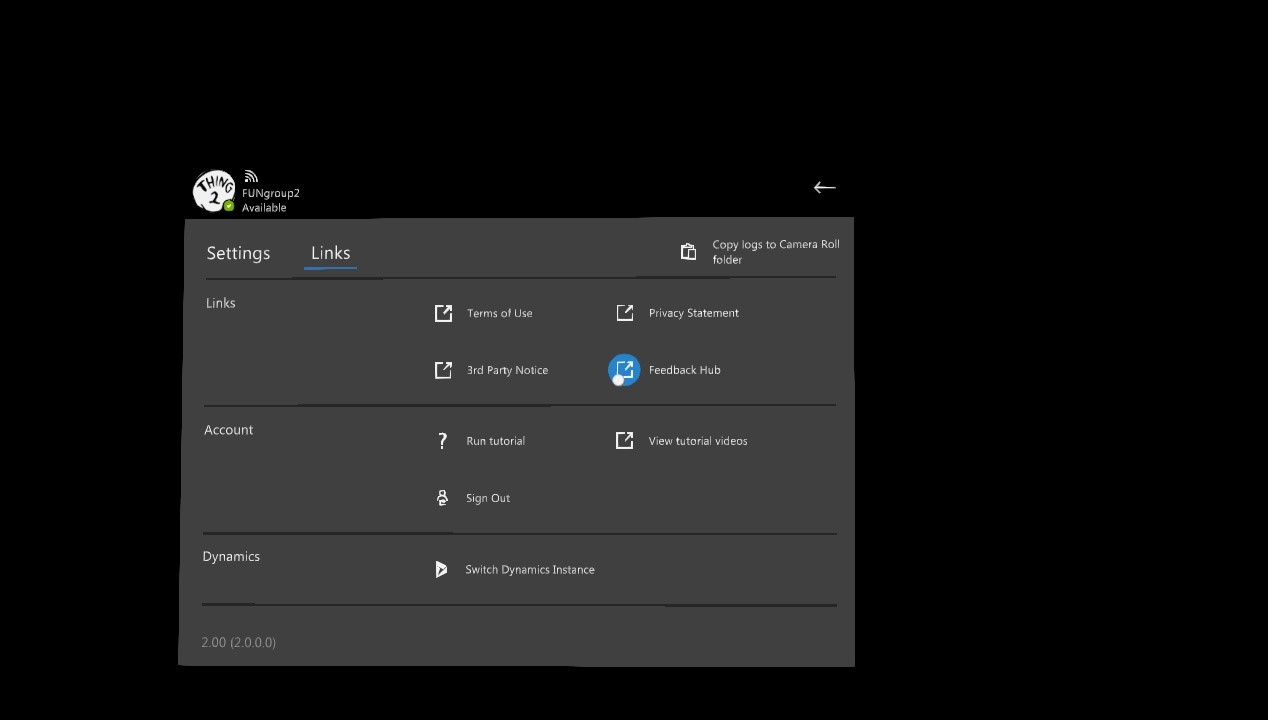 THING
2
FUNgroup2
Available
Settings
Links
Copy logs to Camera Roll
folder
Links
Terms of Use
Privacy Statement
3rd Party Notice
Feedback Hub
Account
Run tutorial
View tutorial videos
Sign Out
Dynamics
Switch Dynamics Instance
2.00 (2.0.0.0)